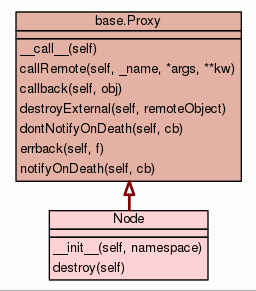 base.Proxy
__call__(self)
callRemote(self, _name, *args, **kw)
callback(self, obj)
destroyExternal(self, remoteObject)
dontNotifyOnDeath(self, cb)
errback(self, f)
notifyOnDeath(self, cb)
Node
__init__(self, namespace)
destroy(self)